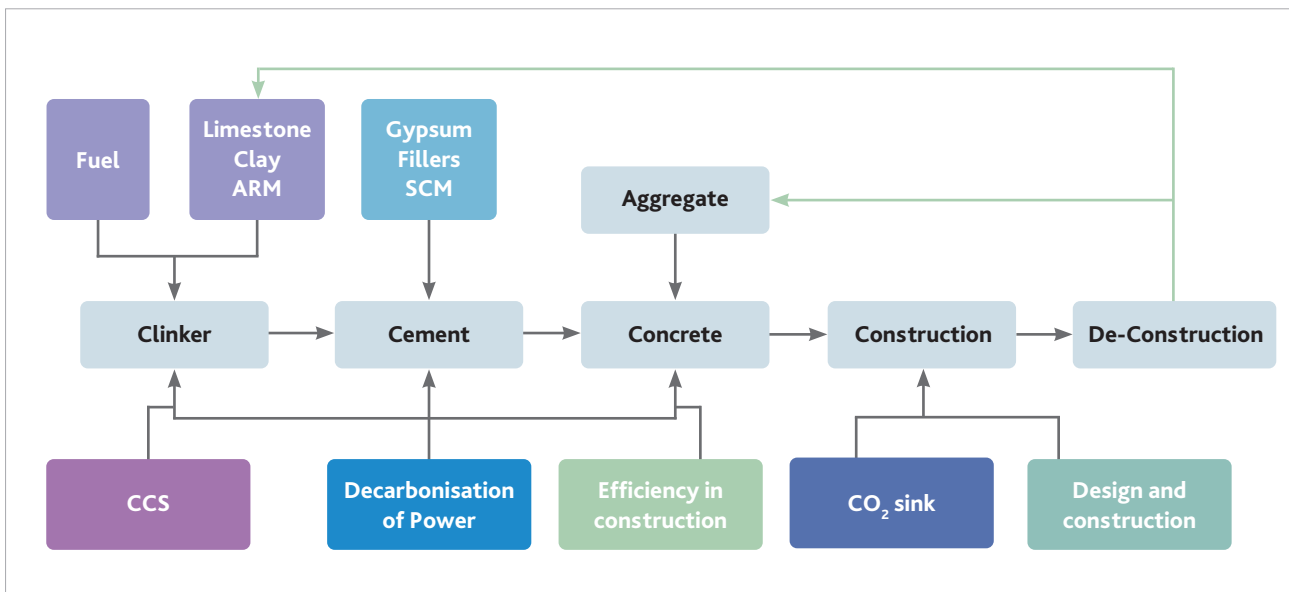 Fuel
Limestone
Clay
ARM
Gypsum
Fillers
SCM
Aggregate
Clinker
Cement
Concrete
Construction
De-Construction
CCS
Decarbonisation
of Power
Efficiency in
construction
CO₂ sink
Design and
construction